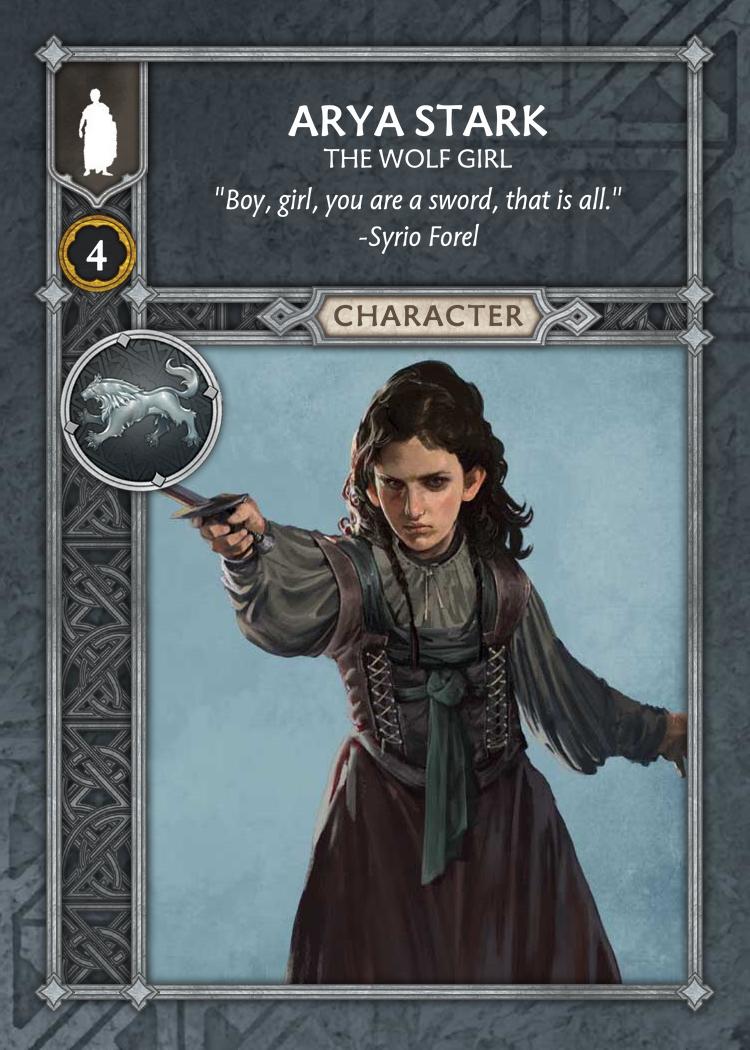 ARYA STARK
THE WOLF GIRL
"Boy, girl, you are a sword, that is all."
-Syrio Forel
4
CHARACTER